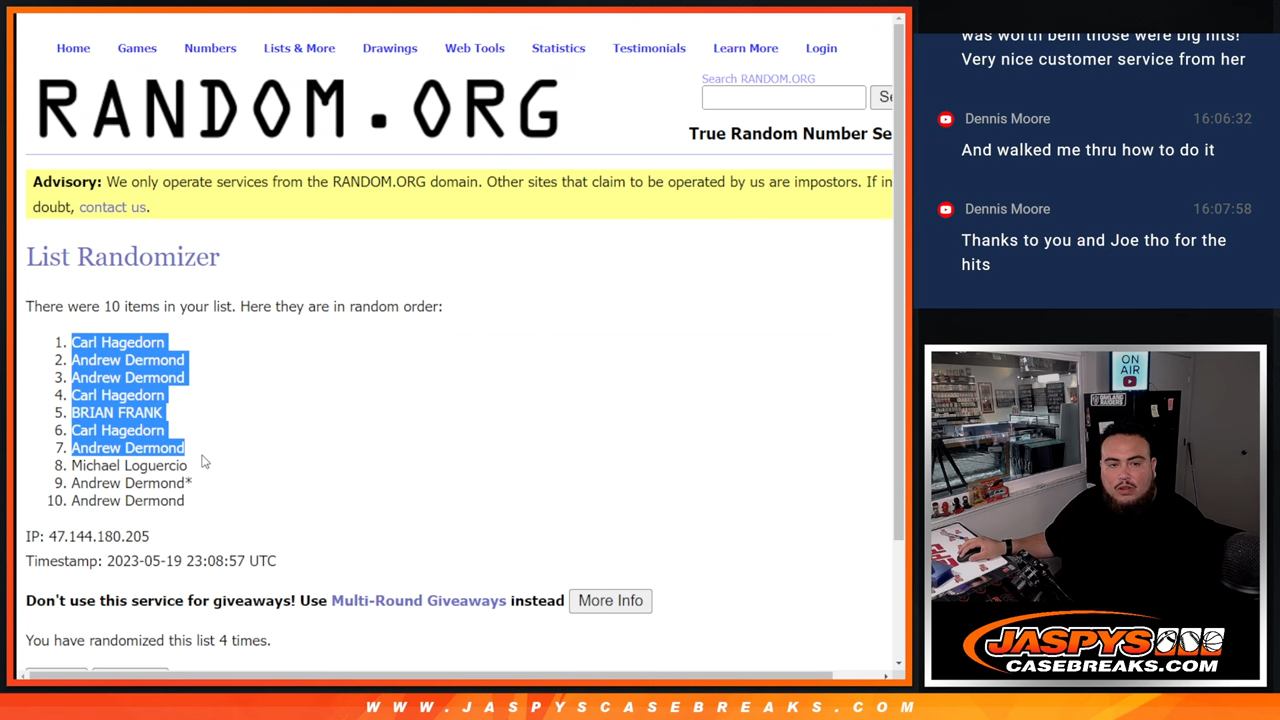 Home Games Numbers Lists & More Drawings Web Tools Statistics Testimonials Learn More Login
RANDOM.ORG
Search RANDOM.ORG
Se
True Random Number Se
Advisory: We only operate services from the RANDOM.ORG domain. Other sites that claim to be operated by us are impostors. If in
doubt, contact us.
List Randomizer
There were 10 items in your list. Here they are in random order:
1. Carl Hagedorn
2. Andrew Dermond
3. Andrew Dermond
4. Carl Hagedorn
5. BRIAN FRANK
6. Carl Hagedorn
7. Andrew Dermond
8. Michael Loguercio
9. Andrew Dermond*
10. Andrew Dermond
IP: 47.144.180.205
Timestamp: 2023-05-19 23:08:57 UTC
Don't use this service for giveaways! Use Multi-Round Giveaways instead More Info
You have randomized this list 4 times.
was worth bein those were big hits!
Very nice customer service from her
Dennis Moore 16:06:32
And walked me thru how to do it
Dennis Moore 16:07:58
Thanks to you and Joe tho for the
hits
ON
AIR
OAKLAND
RAIDERS
JASPYS
CASEBREAKS.COM
WWW.JASPYSCASEBREAKS.COM